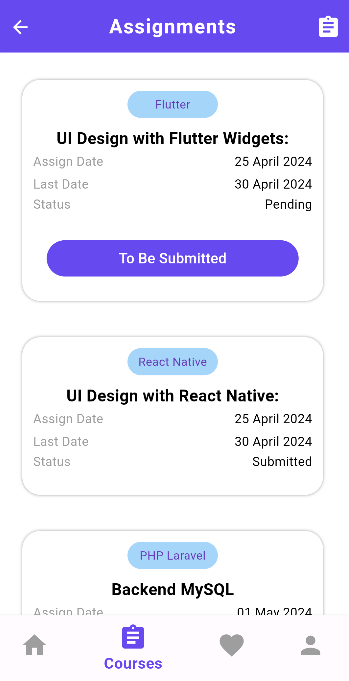 Assignments
Flutter
UI Design with Flutter Widgets:
Assign Date 25 April 2024
Last Date 30 April 2024
Status Pending
To Be Submitted
React Native
UI Design with React Native:
Assign Date 25 April 2024
Last Date 30 April 2024
Status Submitted
PHP Laravel
Backend MySQL
Assign Date 01 May 2024
Courses